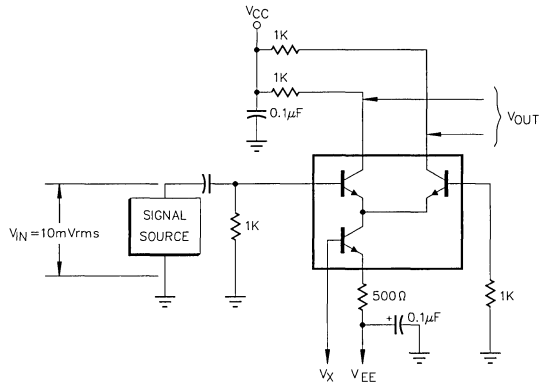 VCC
1K
1K
0.1μF
VOUT
SIGNAL
SOURCE
VIN = 10mVrms
1K
500Ω
1K
+
0.1μF
VX
VEE